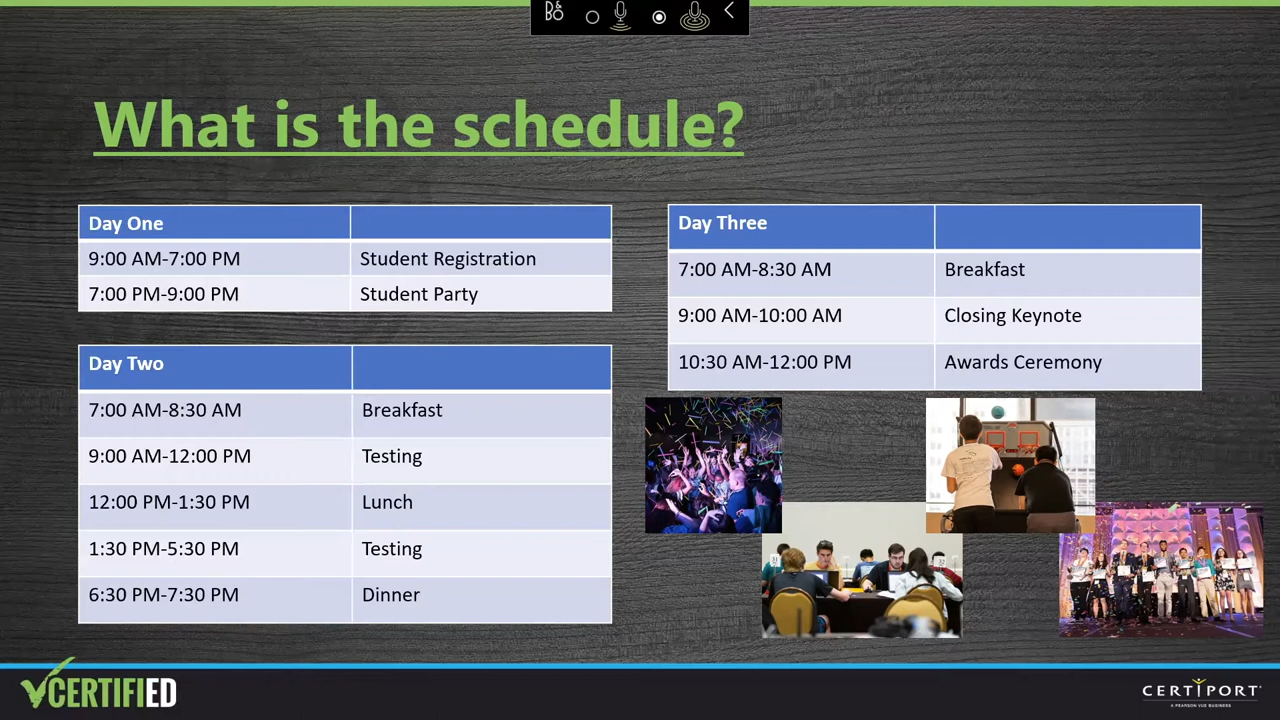 B&O
What is the schedule?
Day One
9:00 AM-7:00 PM Student Registration
7:00 PM-9:00 PM Student Party
Day Two
7:00 AM-8:30 AM Breakfast
9:00 AM-12:00 PM Testing
12:00 PM-1:30 PM Lunch
1:30 PM-5:30 PM Testing
6:30 PM-7:30 PM Dinner
Day Three
7:00 AM-8:30 AM Breakfast
9:00 AM-10:00 AM Closing Keynote
10:30 AM-12:00 PM Awards Ceremony
CERTIFIED
CERTIPORT
A PEARSON VUE BUSINESS